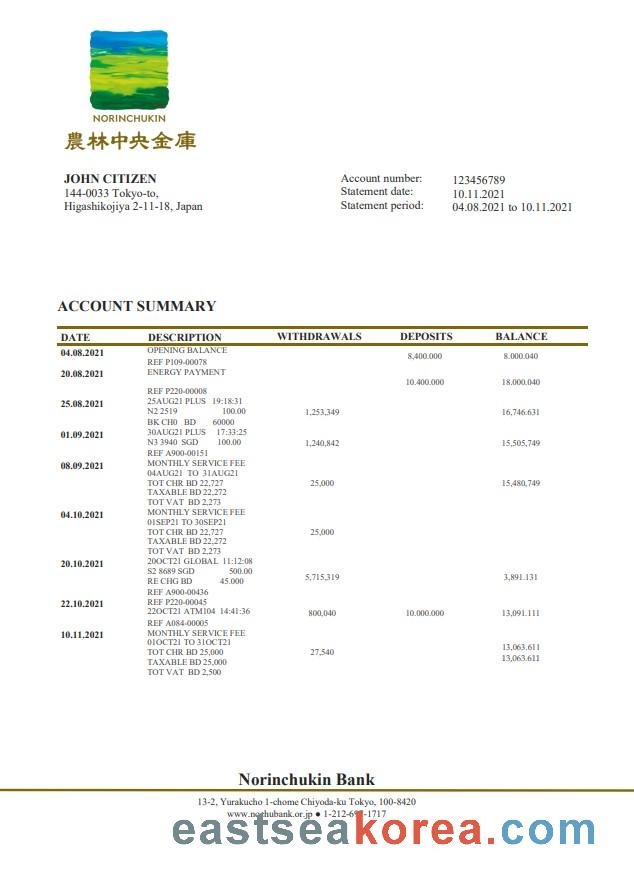 NORINCHUKIN
農林中央金庫
JOHN CITIZEN
144-0033 Tokyo-to,
Higashikojiya 2-11-18, Japan
Account number: 123456789
Statement date: 10.11.2021
Statement period: 04.08.2021 to 10.11.2021
ACCOUNT SUMMARY
DATE DESCRIPTION WITHDRAWALS DEPOSITS BALANCE
04.08.2021 OPENING BALANCE 8,400.000 8.000.040
REF P109-00078
20.08.2021 ENERGY PAYMENT
10.400.000 18.000.040
REF P220-00008
25.08.2021 25AUG21 PLUS 19:18:31
N2 2519 100.00 1,253,349 16,746.631
BK CH0 BD 60000
01.09.2021 30AUG21 PLUS 17:33:25
N3 3940 SGD 100.00 1,240,842 15,505,749
REF A900-00151
08.09.2021 MONTHLY SERVICE FEE
04AUG21 TO 31AUG21
TOT CHR BD 22,727 25,000 15,480,749
TAXABLE BD 22,272
TOT VAT BD 2,273
04.10.2021 MONTHLY SERVICE FEE
01SEP21 TO 30SEP21
TOT CHR BD 22,727 25,000
TAXABLE BD 22,272
TOT VAT BD 2,273
20.10.2021 20OCT21 GLOBAL 11:12:08
S2 8689 SGD 500.00
RE CHG BD 45.000 5,715,319 3,891.131
REF A900-00436
22.10.2021 REF P220-00045
22OCT21 ATM104 14:41:36 800,040 10.000.000 13,091.111
REF A084-00005
10.11.2021 MONTHLY SERVICE FEE
01OCT21 TO 31OCT21 13,063.611
TOT CHR BD 25,000 27,540
TAXABLE BD 25,000 13,063.611
TOT VAT BD 2,500
Norinchukin Bank
13-2, Yurakucho 1-chome Chiyoda-ku Tokyo, 100-8420
eastseakorea.com